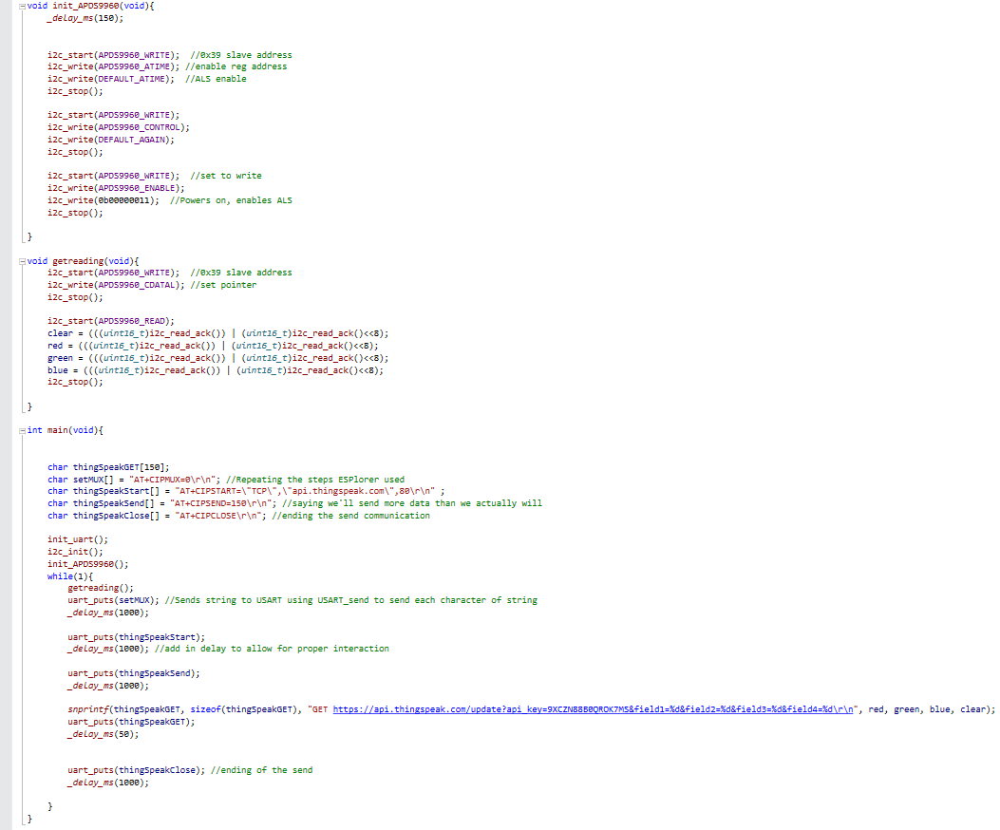 void init_APDS9960(void){
_delay_ms(150);
i2c_start(APDS9960_WRITE);  //0x39 slave address
i2c_write(APDS9960_ATIME); //enable reg address
i2c_write(DEFAULT_ATIME);  //ALS enable
i2c_stop();
i2c_start(APDS9960_WRITE);
i2c_write(APDS9960_CONTROL);
i2c_write(DEFAULT_AGAIN);
i2c_stop();
i2c_start(APDS9960_WRITE);  //set to write
i2c_write(APDS9960_ENABLE);
i2c_write(0b00000011);  //Powers on, enables ALS
i2c_stop();
}
void getreading(void){
i2c_start(APDS9960_WRITE);  //0x39 slave address
i2c_write(APDS9960_CDATAL); //set pointer
i2c_stop();
i2c_start(APDS9960_READ);
clear = (((uint16_t)i2c_read_ack()) | (uint16_t)i2c_read_ack()<<8);
red = (((uint16_t)i2c_read_ack()) | (uint16_t)i2c_read_ack()<<8);
green = (((uint16_t)i2c_read_ack()) | (uint16_t)i2c_read_ack()<<8);
blue = (((uint16_t)i2c_read_ack()) | (uint16_t)i2c_read_ack()<<8);
i2c_stop();
}
int main(void){
char thingSpeakGET[150];
char setMUX[] = "AT+CIPMUX=0\r\n"; //Repeating the steps ESPlorer used
char thingSpeakStart[] = "AT+CIPSTART=\"TCP\",\"api.thingspeak.com\",80\r\n" ;
char thingSpeakSend[] = "AT+CIPSEND=150\r\n"; //saying we'll send more data than we actually will
char thingSpeakClose[] = "AT+CIPCLOSE\r\n"; //ending the send communication
init_uart();
i2c_init();
init_APDS9960();
while(1){
getreading();
uart_puts(setMUX); //Sends string to USART using USART_send to send each character of string
_delay_ms(1000);
uart_puts(thingSpeakStart);
_delay_ms(1000); //add in delay to allow for proper interaction
uart_puts(thingSpeakSend);
_delay_ms(1000);
snprintf(thingSpeakGET, sizeof(thingSpeakGET), "GET https://api.thingspeak.com/update?api_key=9XCZN88B0QROK7MS&field1=%d&field2=%d&field3=%d&field4=%d\r\n", red, green, blue, clear);
uart_puts(thingSpeakGET);
_delay_ms(50);
uart_puts(thingSpeakClose); //ending of the send
_delay_ms(1000);
}
}